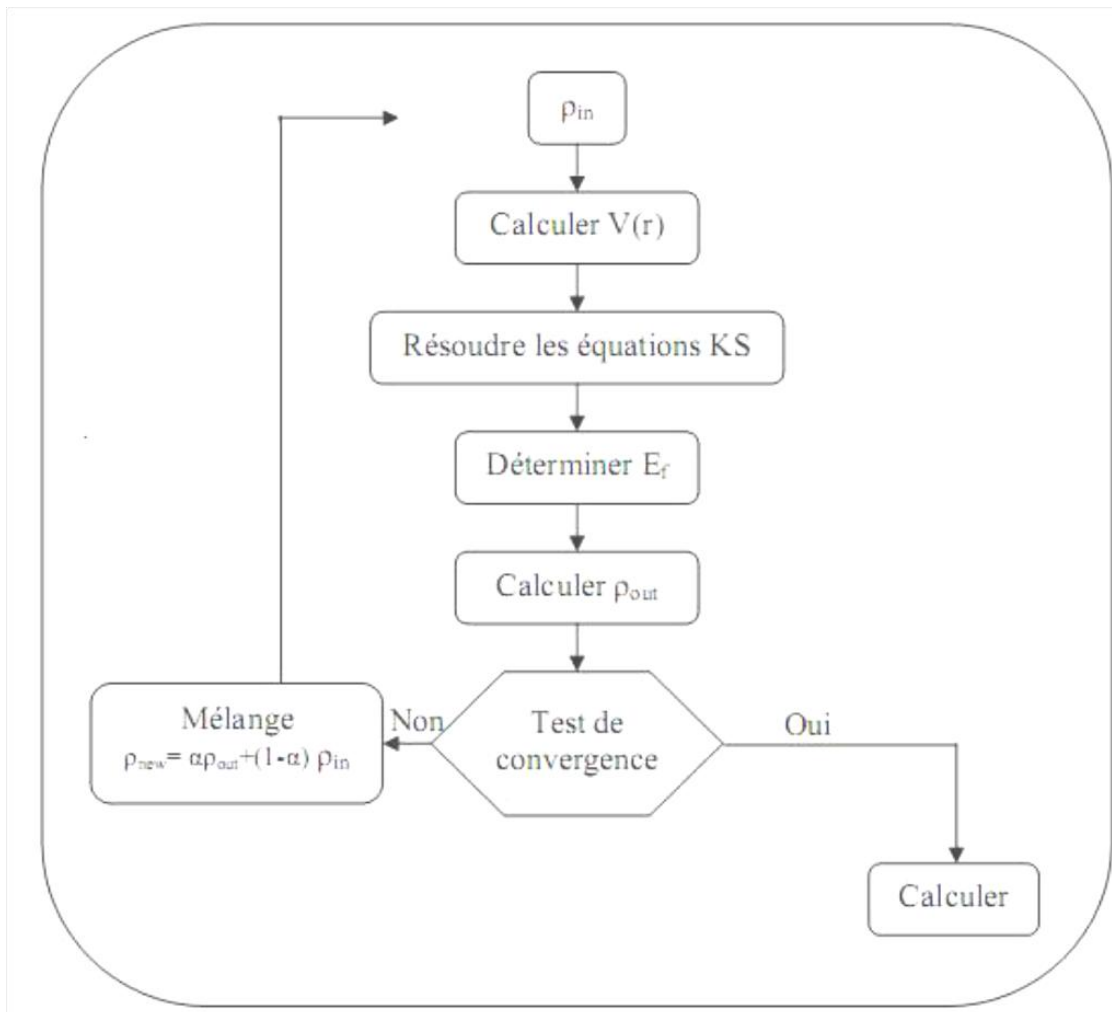 ρin
Calculer V(r)
Résoudre les équations KS
Déterminer Ef
Calculer ρout
Test de
convergence
Non
Oui
Mélange
ρnew= αρout+(1-α) ρin
Calculer